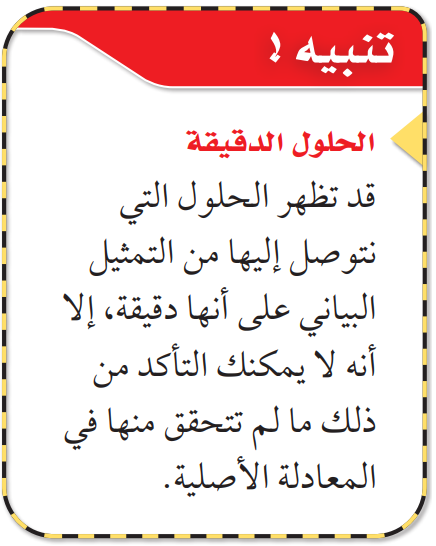 تنبيه !
الحلول الدقيقة
قد تظهر الحلول التي
نتوصل إليها من التمثيل
البياني على أنها دقيقة، إلا
أنه لا يمكنك التأكد من
ذلك ما لم تتحقق منها في
المعادلة الأصلية.